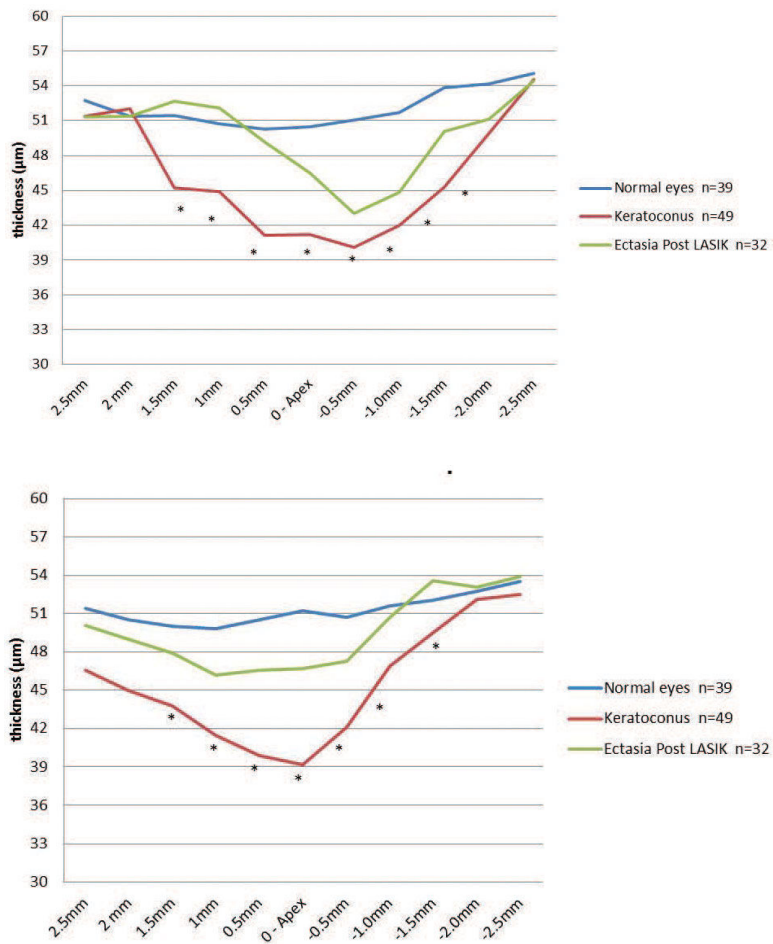 60
57
54
51
48
45
42
39
36
33
30
thickness (µm)
* * * * * * * *
2.5mm
2 mm
1.5mm
1mm
0.5mm
0 - Apex
-0.5mm
-1.0mm
-1.5mm
-2.0mm
-2.5mm
Normal eyes n=39
Keratoconus n=49
Ectasia Post LASIK n=32
60
57
54
51
48
45
42
39
36
33
30
thickness (µm)
* * * * * * *
2.5mm
2 mm
1.5mm
1mm
0.5mm
0 - Apex
-0.5mm
-1.0mm
-1.5mm
-2.0mm
-2.5mm
Normal eyes n=39
Keratoconus n=49
Ectasia Post LASIK n=32